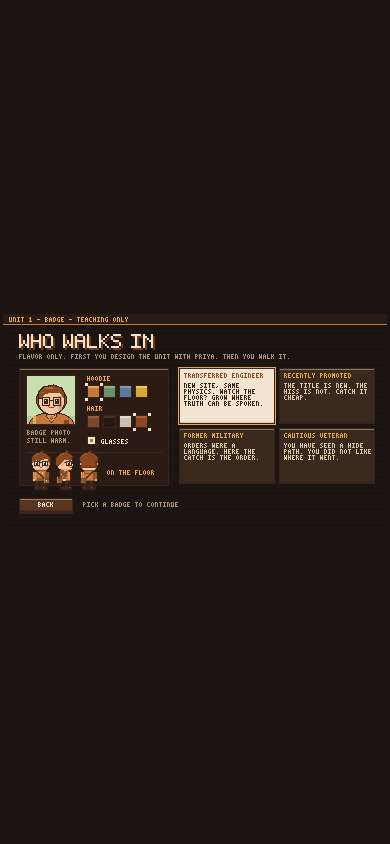 UNIT 1 - BADGE - TEACHING ONLY
WHO WALKS IN
FLAVOR ONLY. FIRST YOU DESIGN THE UNIT WITH PRIYA. THEN YOU WALK IT.
HOODIE
HAIR
BADGE PHOTO
STILL WARM.
GLASSES
ON THE FLOOR
TRANSFERRED ENGINEER
NEW SITE, SAME
PHYSICS. WATCH THE
FLOOR? GROW WHERE
TRUTH CAN BE SPOKEN.
RECENTLY PROMOTED
THE TITLE IS NEW. THE
MISS IS NOT. CATCH IT
CHEAP.
FORMER MILITARY
ORDERS WERE A
LANGUAGE. HERE THE
CATCH IS THE ORDER.
CAUTIOUS VETERAN
YOU HAVE SEEN A HIDE
PATH. YOU DID NOT LIKE
WHERE IT WENT.
BACK
PICK A BADGE TO CONTINUE